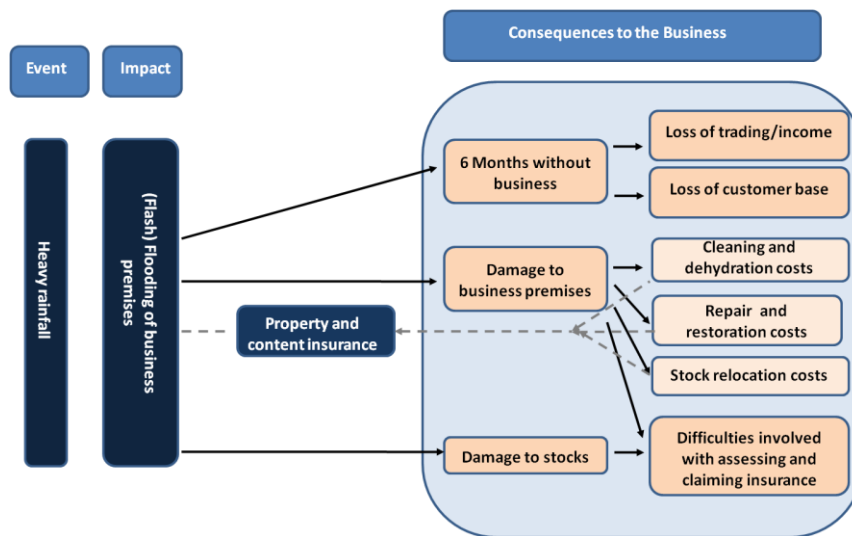 Consequences to the Business
Event
Impact
Heavy rainfall
(Flash) Flooding of business
premises
6 Months without
business
Loss of trading/income
Loss of customer base
Damage to
business premises
Cleaning and
dehydration costs
Property and
content insurance
Repair and
restoration costs
Stock relocation costs
Damage to stocks
Difficulties involved
with assessing and
claiming insurance